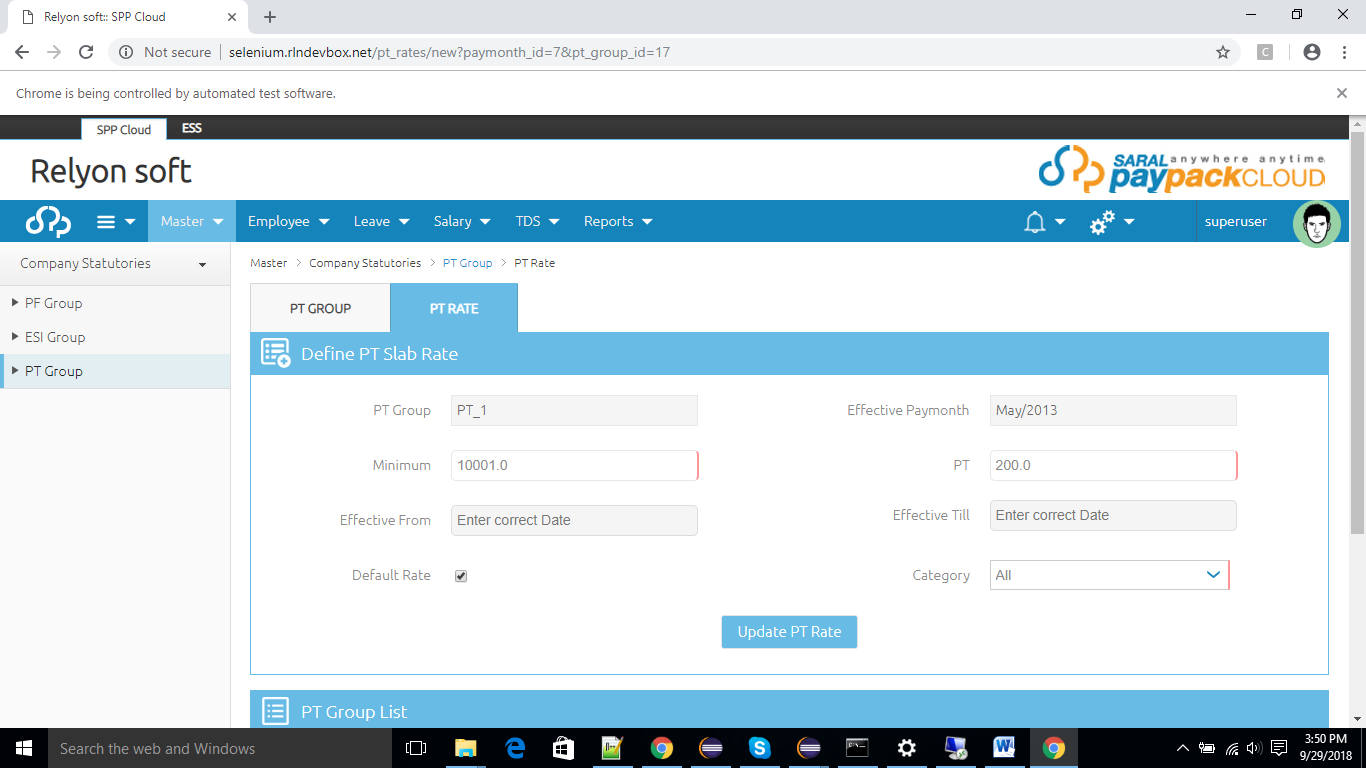 Relyon soft:: SPP Cloud
Not secure selenium.rlndevbox.net/pt_rates/new?paymonth_id=7&pt_group_id=17
C
Chrome is being controlled by automated test software.
SPP Cloud ESS
Relyon soft
SARAL anywhere anytime
paypackCLOUD
Master Employee Leave Salary TDS Reports superuser
Company Statutories
Master > Company Statutories > PT Group > PT Rate
PF Group
ESI Group
PT Group
PT GROUP PT RATE
Define PT Slab Rate
PT Group PT_1 Effective Paymonth May/2013
Minimum 10001.0 PT 200.0
Effective From Enter correct Date Effective Till Enter correct Date
Default Rate Category All
Update PT Rate
PT Group List
Search the web and Windows
3:50 PM
9/29/2018